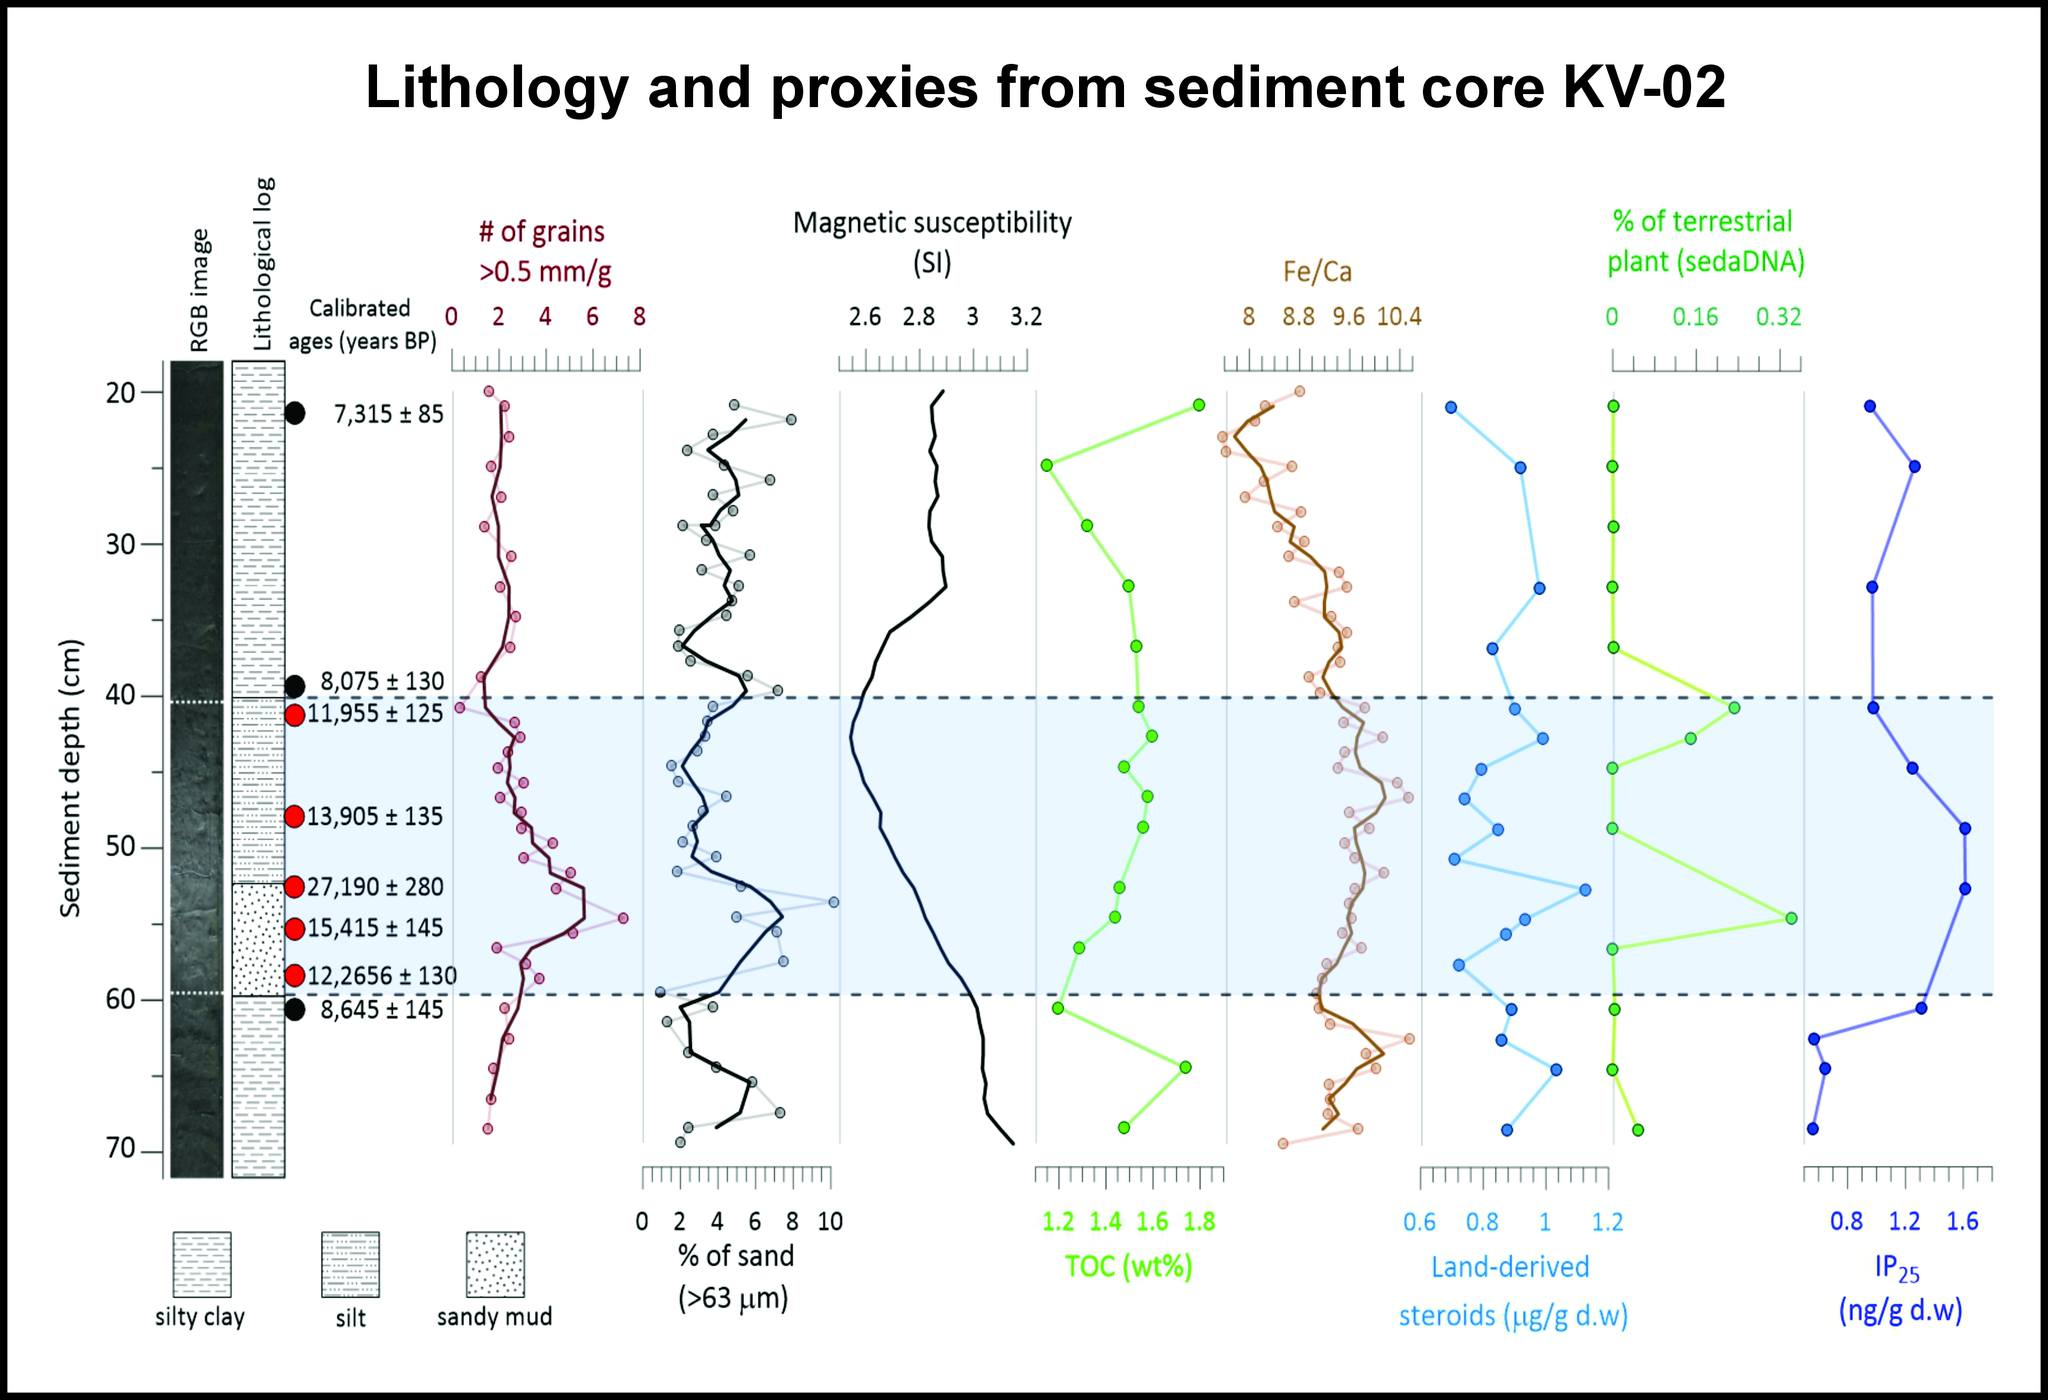 Lithology and proxies from sediment core KV-02
RGB image
Lithological log
Calibrated
ages (years BP)
# of grains
>0.5 mm/g
0 2 4 6 8
Magnetic susceptibility
(SI)
2.6 2.8 3 3.2
Fe/Ca
8 8.8 9.6 10.4
% of terrestrial
plant (sedaDNA)
0 0.16 0.32
Sediment depth (cm)
20
30
40
50
60
70
7,315 ± 85
8,075 ± 130
11,955 ± 125
13,905 ± 135
27,190 ± 280
15,415 ± 145
12,2656 ± 130
8,645 ± 145
silty clay
silt
sandy mud
0 2 4 6 8 10
% of sand
(>63 µm)
1.2 1.4 1.6 1.8
TOC (wt%)
0.6 0.8 1 1.2
Land-derived
steroids (µg/g d.w)
0.8 1.2 1.6
IP25
(ng/g d.w)